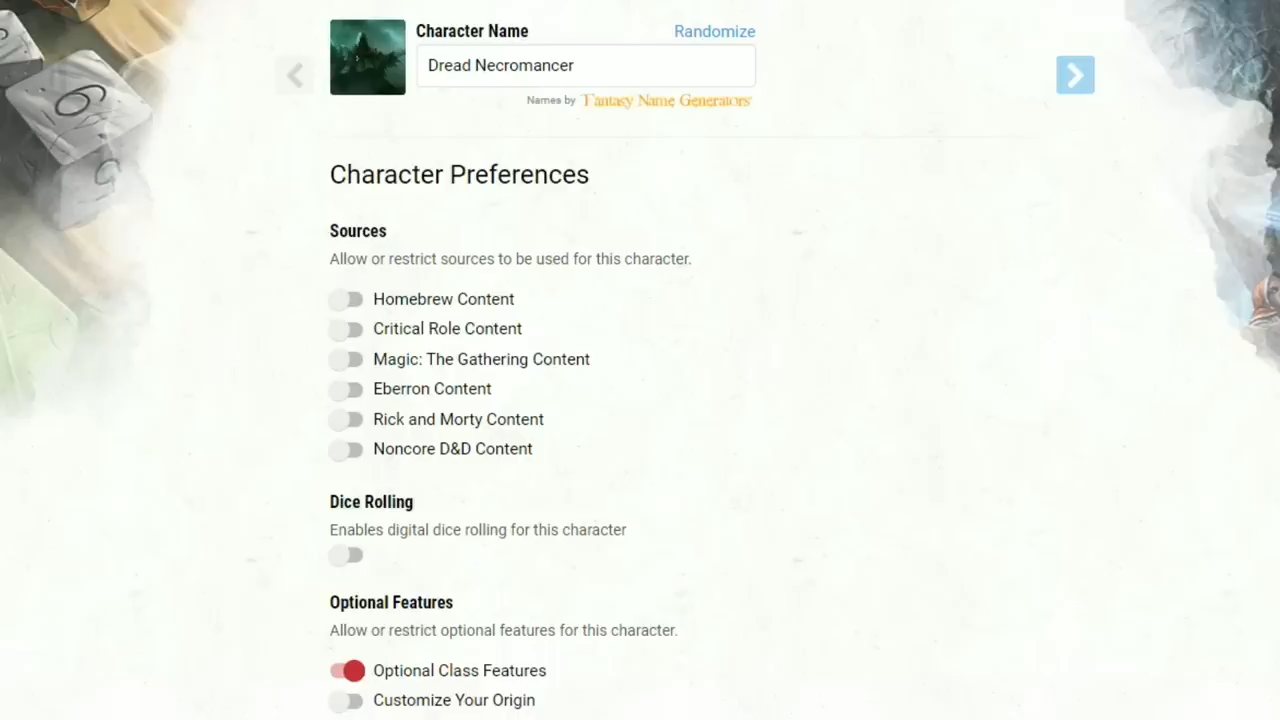 Character Name
Randomize
Dread Necromancer
Names by Fantasy Name Generators
Character Preferences
Sources
Allow or restrict sources to be used for this character.
Homebrew Content
Critical Role Content
Magic: The Gathering Content
Eberron Content
Rick and Morty Content
Noncore D&D Content
Dice Rolling
Enables digital dice rolling for this character
Optional Features
Allow or restrict optional features for this character.
Optional Class Features
Customize Your Origin